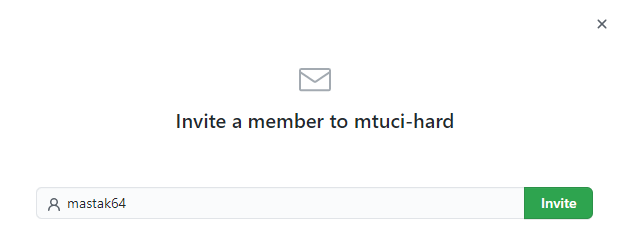 Invite a member to mtuci-hard
mastak64
Invite